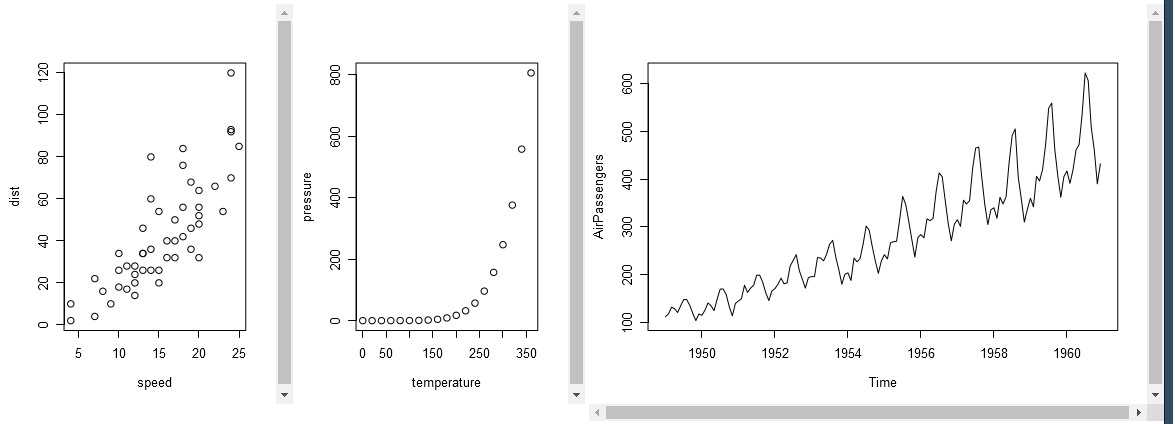 dist
0 20 40 60 80 100 120
5 10 15 20 25
speed
pressure
0 200 400 600 800
0 50 150 250 350
temperature
AirPassengers
100 200 300 400 500 600
1950 1952 1954 1956 1958 1960
Time